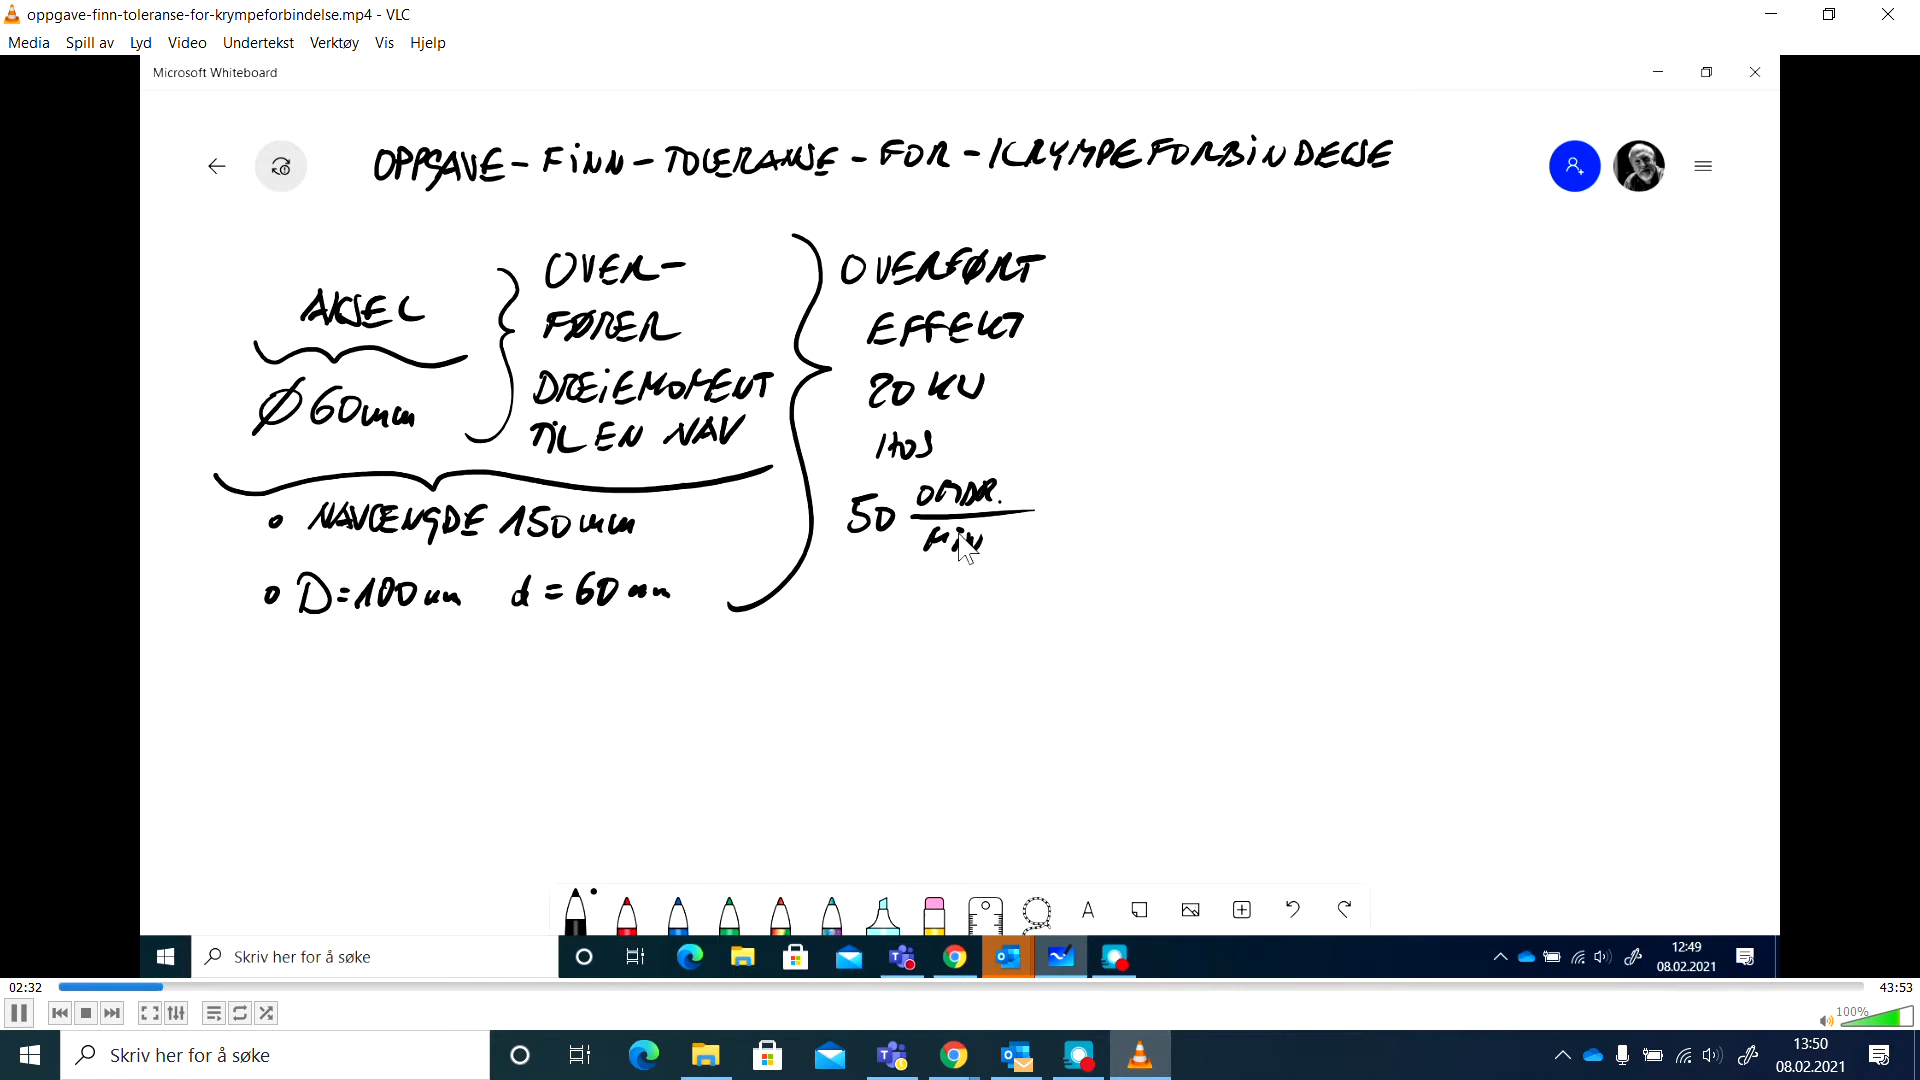 oppgave-finn-toleranse-for-krympeforbindelse.mp4 - VLC
Media Spill av Lyd Video Undertekst Verktøy Vis Hjelp
Microsoft Whiteboard
OPPGAVE - FINN - TOLERANSE - FOR - KRYMPEFORBINDELSE
AKSEL
Ø 60mm
OVER-
FØRER
DREIEMOMENT
TIL EN NAV
NAVLENGDE 150mm
D=100mm d=60mm
OVERFØRT
EFFEKT
20 KW
HOS
50 OMDR.
MIN
Skriv her for å søke
12:49
08.02.2021
02:32
43:53
100%
Skriv her for å søke
13:50
08.02.2021